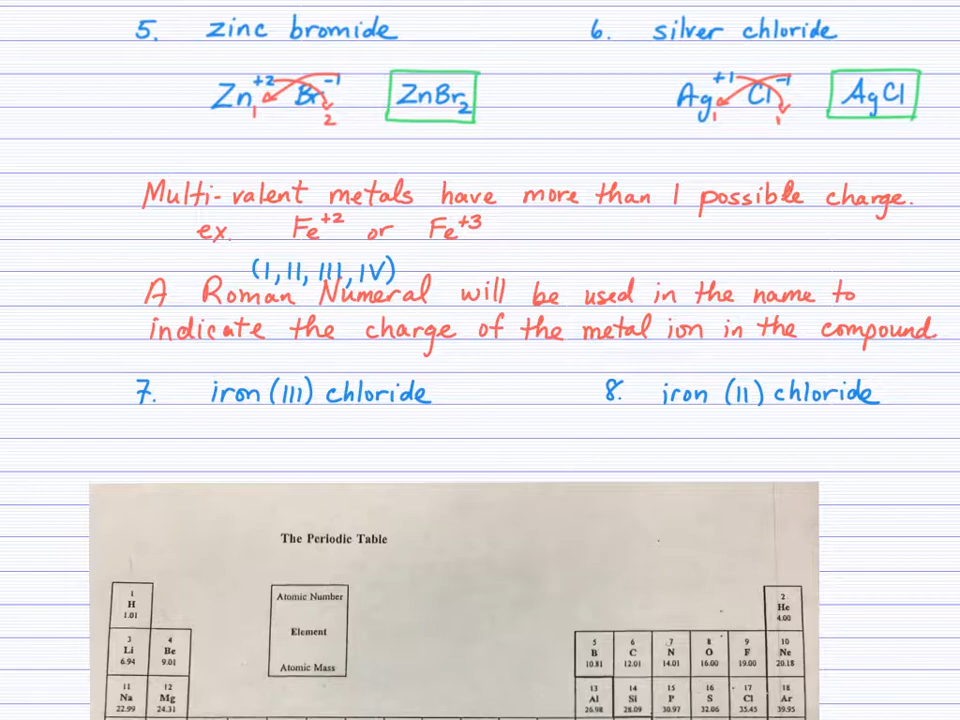 5. zinc bromide 6. silver chloride
Zn+2 1 Br-1 2 ZnBr2 Ag+1 1 Cl-1 1 AgCl
Multi-valent metals have more than 1 possible charge.
ex. Fe+2 or Fe+3
(I, II, III, IV)
A Roman Numeral will be used in the name to
indicate the charge of the metal ion in the compound
7. iron (III) chloride 8. iron (II) chloride
The Periodic Table
1 Atomic Number 2
H He
1.01 4.00
Element
3 4 5 6 7 8 9 10
Li Be B C N O F Ne
6.94 9.01 10.81 12.01 14.01 16.00 19.00 20.18
Atomic Mass
11 12 13 14 15 16 17 18
Na Mg Al Si P S Cl Ar
22.99 24.31 26.98 28.09 30.97 32.06 35.45 39.95